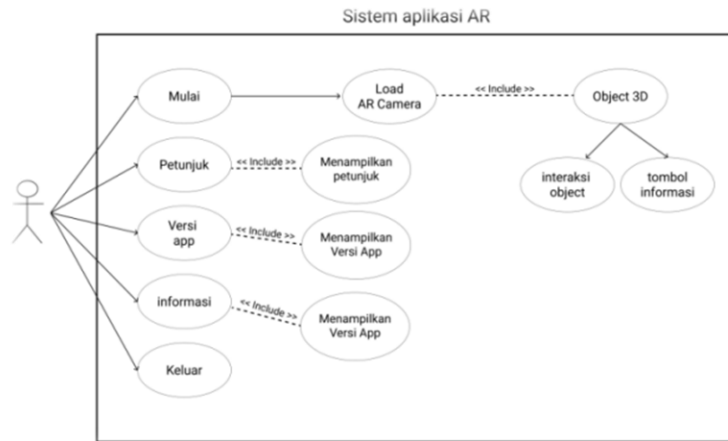 Sistem aplikasi AR
Mulai
Load
AR Camera
<< Include >>
Object 3D
Petunjuk
<< Include >>
Menampilkan
petunjuk
interaksi
object
tombol
informasi
Versi
app
<< Include >>
Menampilkan
Versi App
informasi
<< Include >>
Menampilkan
Versi App
Keluar